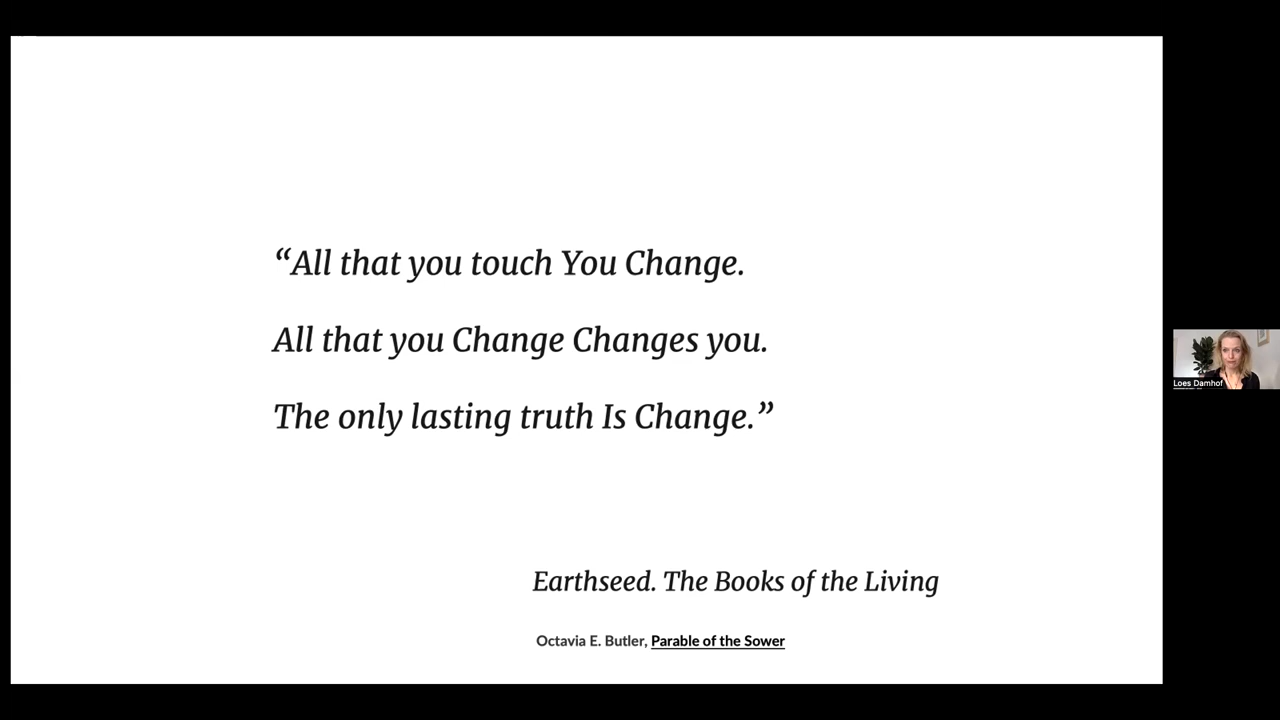 “All that you touch You Change.
All that you Change Changes you.
The only lasting truth Is Change.”
Earthseed. The Books of the Living
Octavia E. Butler, Parable of the Sower
Loes Damhof